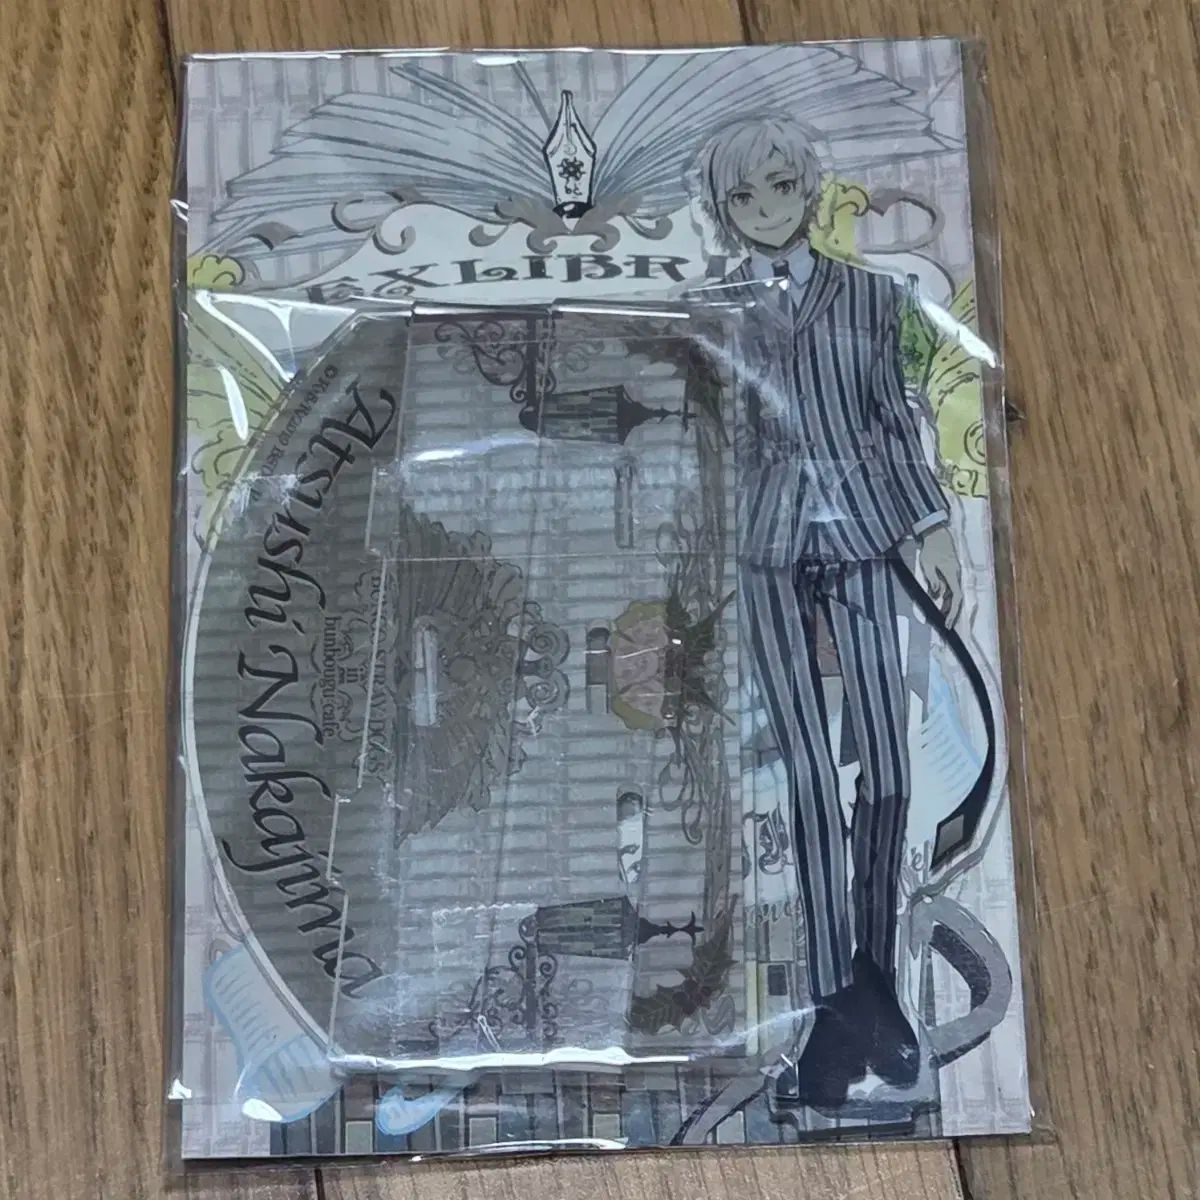 EXLIBRI
Atsushi Nakajima
BUNGO STRAY DOGS
in
bunbougu cafe